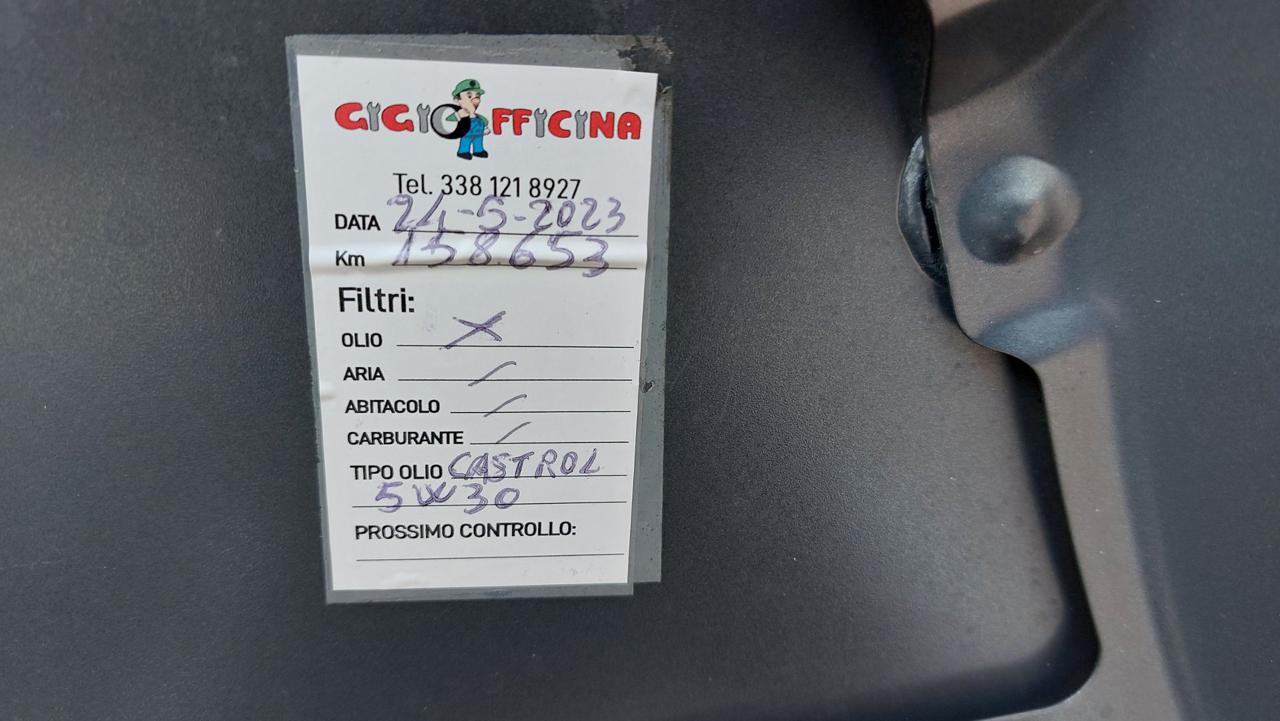 GIGIOFFICINA
Tel. 338 121 8927
DATA 24-5-2023
Km 158.653
Filtri:
OLIO X
ARIA /
ABITACOLO /
CARBURANTE /
TIPO OLIO CASTROL
5W30
PROSSIMO CONTROLLO: